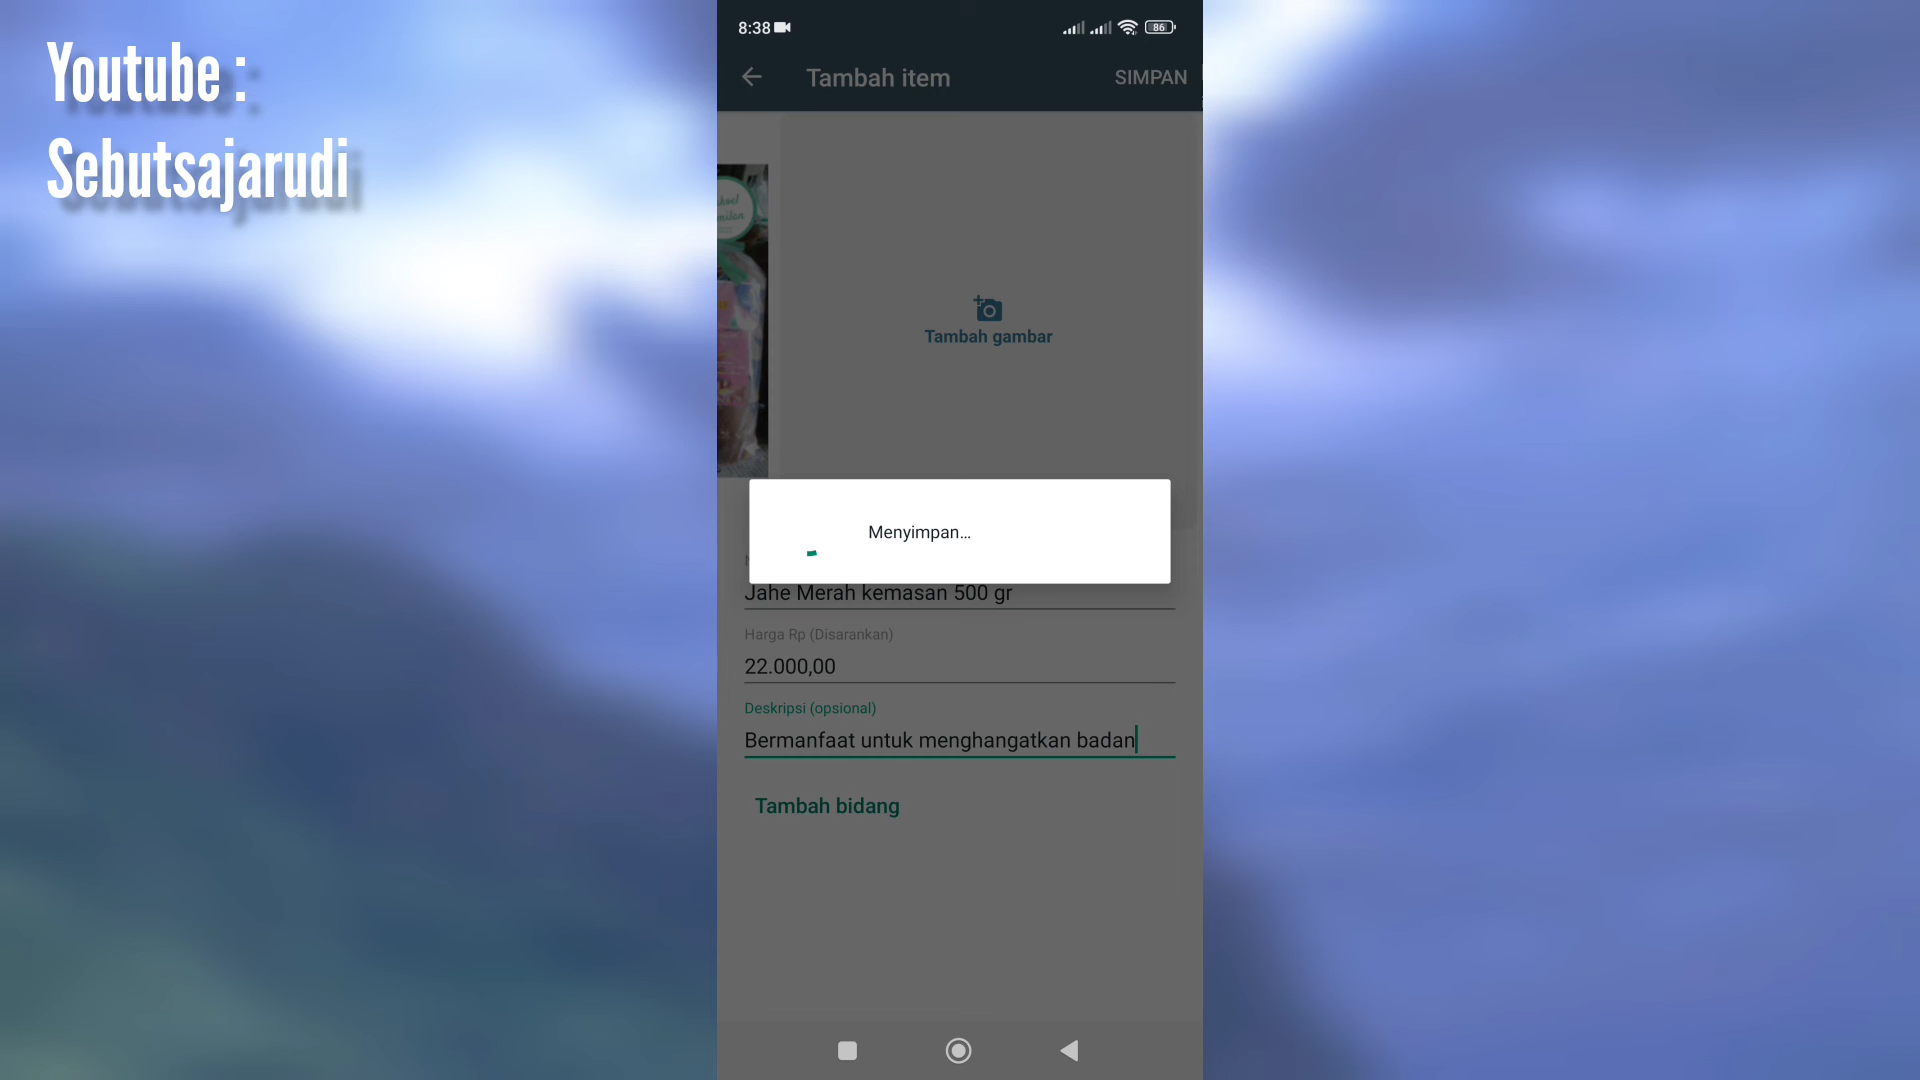 Youtube :
Sebutsajarudi
8:38
86
Tambah item
SIMPAN
Tambah gambar
Menyimpan...
Jahe Merah kemasan 500 gr
Harga Rp (Disarankan)
22.000,00
Deskripsi (opsional)
Bermanfaat untuk menghangatkan badan
Tambah bidang